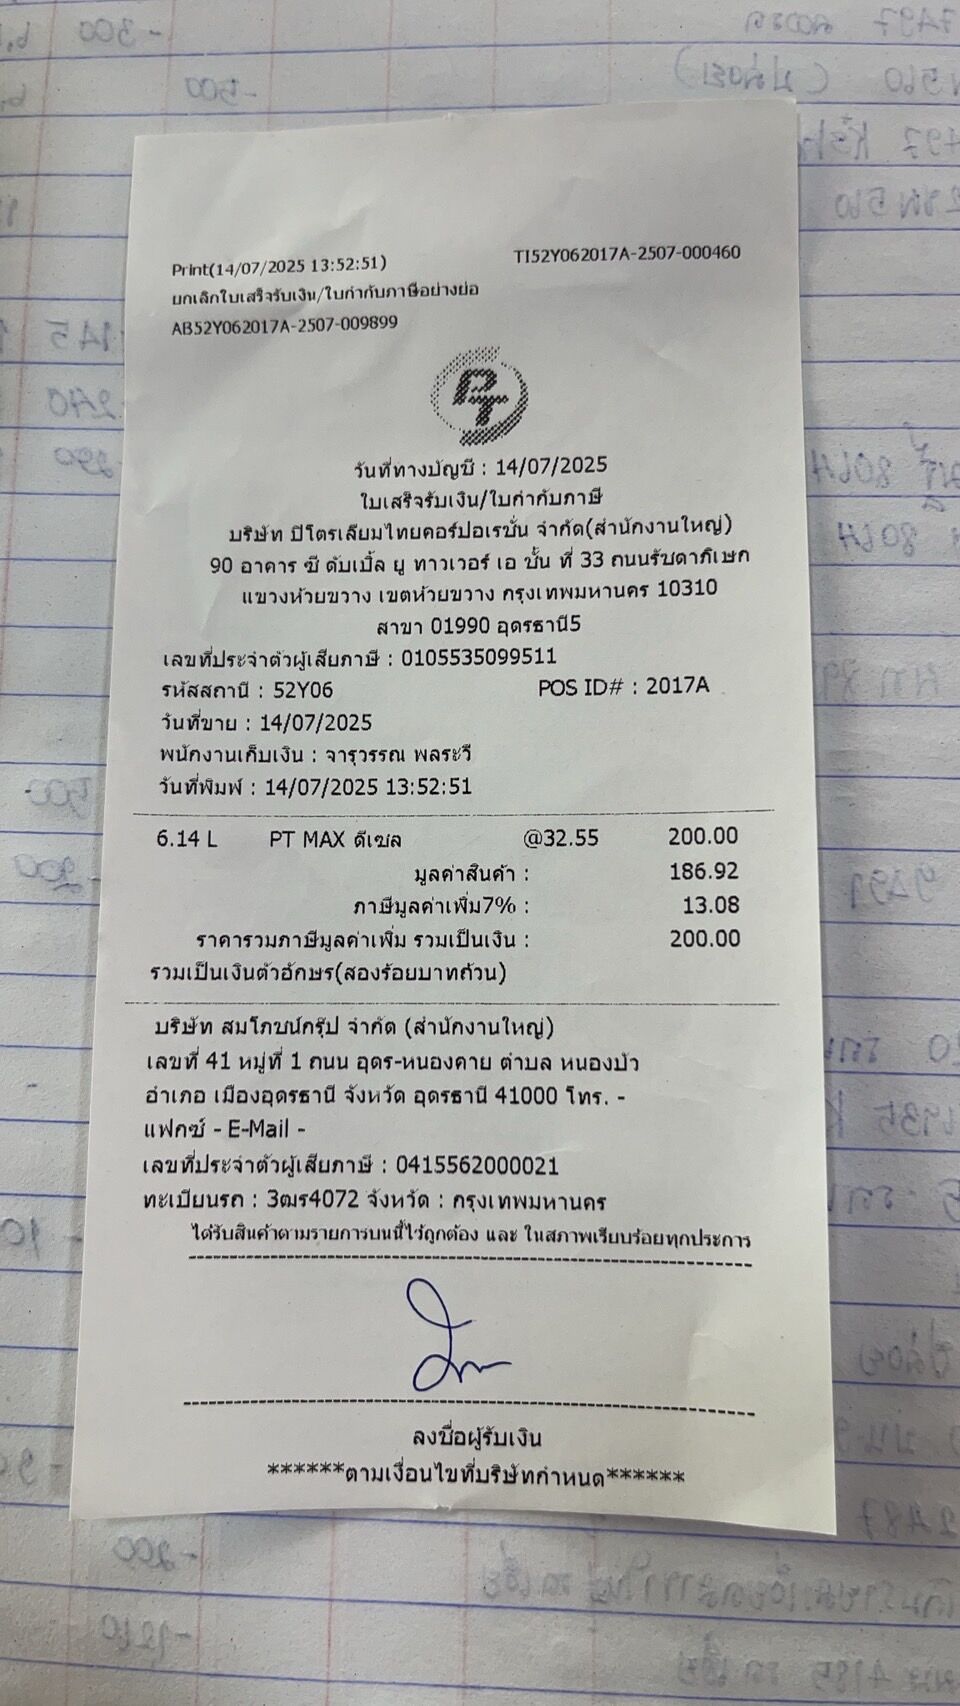 Print(14/07/2025 13:52:51) TI52Y062017A-2507-000460
ยกเลิกใบเสร็จรับเงิน/ใบกำกับภาษีอย่างย่อ
AB52Y062017A-2507-009899
PT
วันที่ทางบัญชี : 14/07/2025
ใบเสร็จรับเงิน/ใบกำกับภาษี
บริษัท ปิโตรเลียมไทยคอร์ปอเรชั่น จำกัด(สำนักงานใหญ่)
90 อาคาร ซี ดับเบิ้ล ยู ทาวเวอร์ เอ ชั้น ที่ 33 ถนนรัชดาภิเษก
แขวงห้วยขวาง เขตห้วยขวาง กรุงเทพมหานคร 10310
สาขา 01990 อุดรธานี5
เลขที่ประจำตัวผู้เสียภาษี : 0105535099511
รหัสสถานี : 52Y06 POS ID# : 2017A
วันที่ขาย : 14/07/2025
พนักงานเก็บเงิน : จารุวรรณ พลระวี
วันที่พิมพ์ : 14/07/2025 13:52:51
6.14 L PT MAX ดีเซล @32.55 200.00
มูลค่าสินค้า : 186.92
ภาษีมูลค่าเพิ่ม7% : 13.08
ราคารวมภาษีมูลค่าเพิ่ม รวมเป็นเงิน : 200.00
รวมเป็นเงินตัวอักษร(สองร้อยบาทถ้วน)
บริษัท สมโภชน์กรุ๊ป จำกัด (สำนักงานใหญ่)
เลขที่ 41 หมู่ที่ 1 ถนน อุดร-หนองคาย ตำบล หนองบัว
อำเภอ เมืองอุดรธานี จังหวัด อุดรธานี 41000 โทร. -
แฟกซ์ - E-Mail -
เลขที่ประจำตัวผู้เสียภาษี : 0415562000021
ทะเบียนรถ : 3ฒร4072 จังหวัด : กรุงเทพมหานคร
ได้รับสินค้าตามรายการบนนี้ไว้ถูกต้อง และ ในสภาพเรียบร้อยทุกประการ
ลงชื่อผู้รับเงิน
******ตามเงื่อนไขที่บริษัทกำหนด******